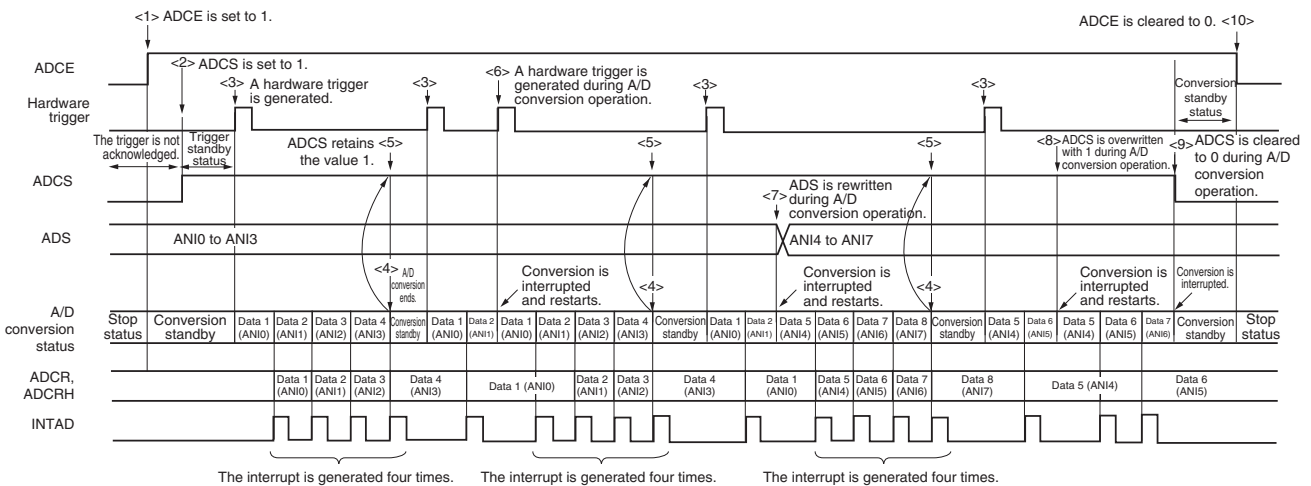 <1> ADCE is set to 1.
ADCE is cleared to 0. <10>
ADCE
<2> ADCS is set to 1.
<3> A hardware trigger
is generated.
<3>
<6> A hardware trigger is
generated during A/D
conversion operation.
<3>
<3>
Conversion
standby
status
Hardware
trigger
The trigger is not
acknowledged.
Trigger
standby
status
ADCS retains <5>
the value 1.
<5>
<5>
<8> ADCS is overwritten
with 1 during A/D
conversion operation.
<9> ADCS is cleared
to 0 during A/D
conversion
operation.
ADCS
<7> ADS is rewritten
during A/D
conversion operation.
ADS
ANI0 to ANI3
ANI4 to ANI7
<4> A/D
conversion
ends.
Conversion is
interrupted
and restarts.
<4>
Conversion is
interrupted
and restarts.
<4>
Conversion is
interrupted
and restarts.
Conversion is
interrupted.
A/D
conversion
status
Stop
status
Conversion
standby
Data 1
(ANI0)
Data 2
(ANI1)
Data 3
(ANI2)
Data 4
(ANI3)
Conversion
standby
Data 1
(ANI0)
Data 2
(ANI1)
Data 1
(ANI0)
Data 2
(ANI1)
Data 3
(ANI2)
Data 4
(ANI3)
Conversion
standby
Data 1
(ANI0)
Data 2
(ANI1)
Data 5
(ANI4)
Data 6
(ANI5)
Data 7
(ANI6)
Data 8
(ANI7)
Conversion
standby
Data 5
(ANI4)
Data 6
(ANI5)
Data 5
(ANI4)
Data 6
(ANI5)
Data 7
(ANI6)
Conversion
standby
Stop
status
ADCR,
ADCRH
Data 1
(ANI0)
Data 2
(ANI1)
Data 3
(ANI2)
Data 4
(ANI3)
Data 1 (ANI0)
Data 2
(ANI1)
Data 3
(ANI2)
Data 4
(ANI3)
Data 1
(ANI0)
Data 5
(ANI4)
Data 6
(ANI5)
Data 7
(ANI6)
Data 8
(ANI7)
Data 5 (ANI4)
Data 6
(ANI5)
INTAD
The interrupt is generated four times.
The interrupt is generated four times.
The interrupt is generated four times.